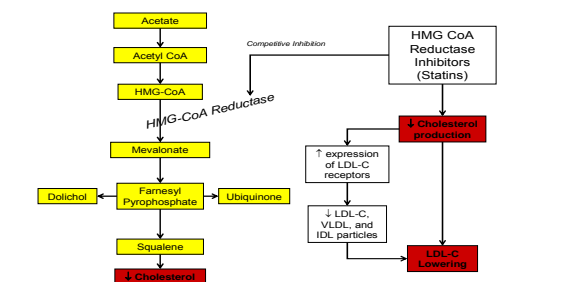 Acetate
Acetyl CoA
HMG-CoA
HMG-CoA Reductase
Mevalonate
Dolichol
Farnesyl
Pyrophosphate
Ubiquinone
Squalene
↓ Cholesterol
Competitive Inhibition
HMG CoA
Reductase
Inhibitors
(Statins)
↓ Cholesterol
production
↑ expression
of LDL-C
receptors
↓ LDL-C,
VLDL, and
IDL particles
LDL-C
Lowering